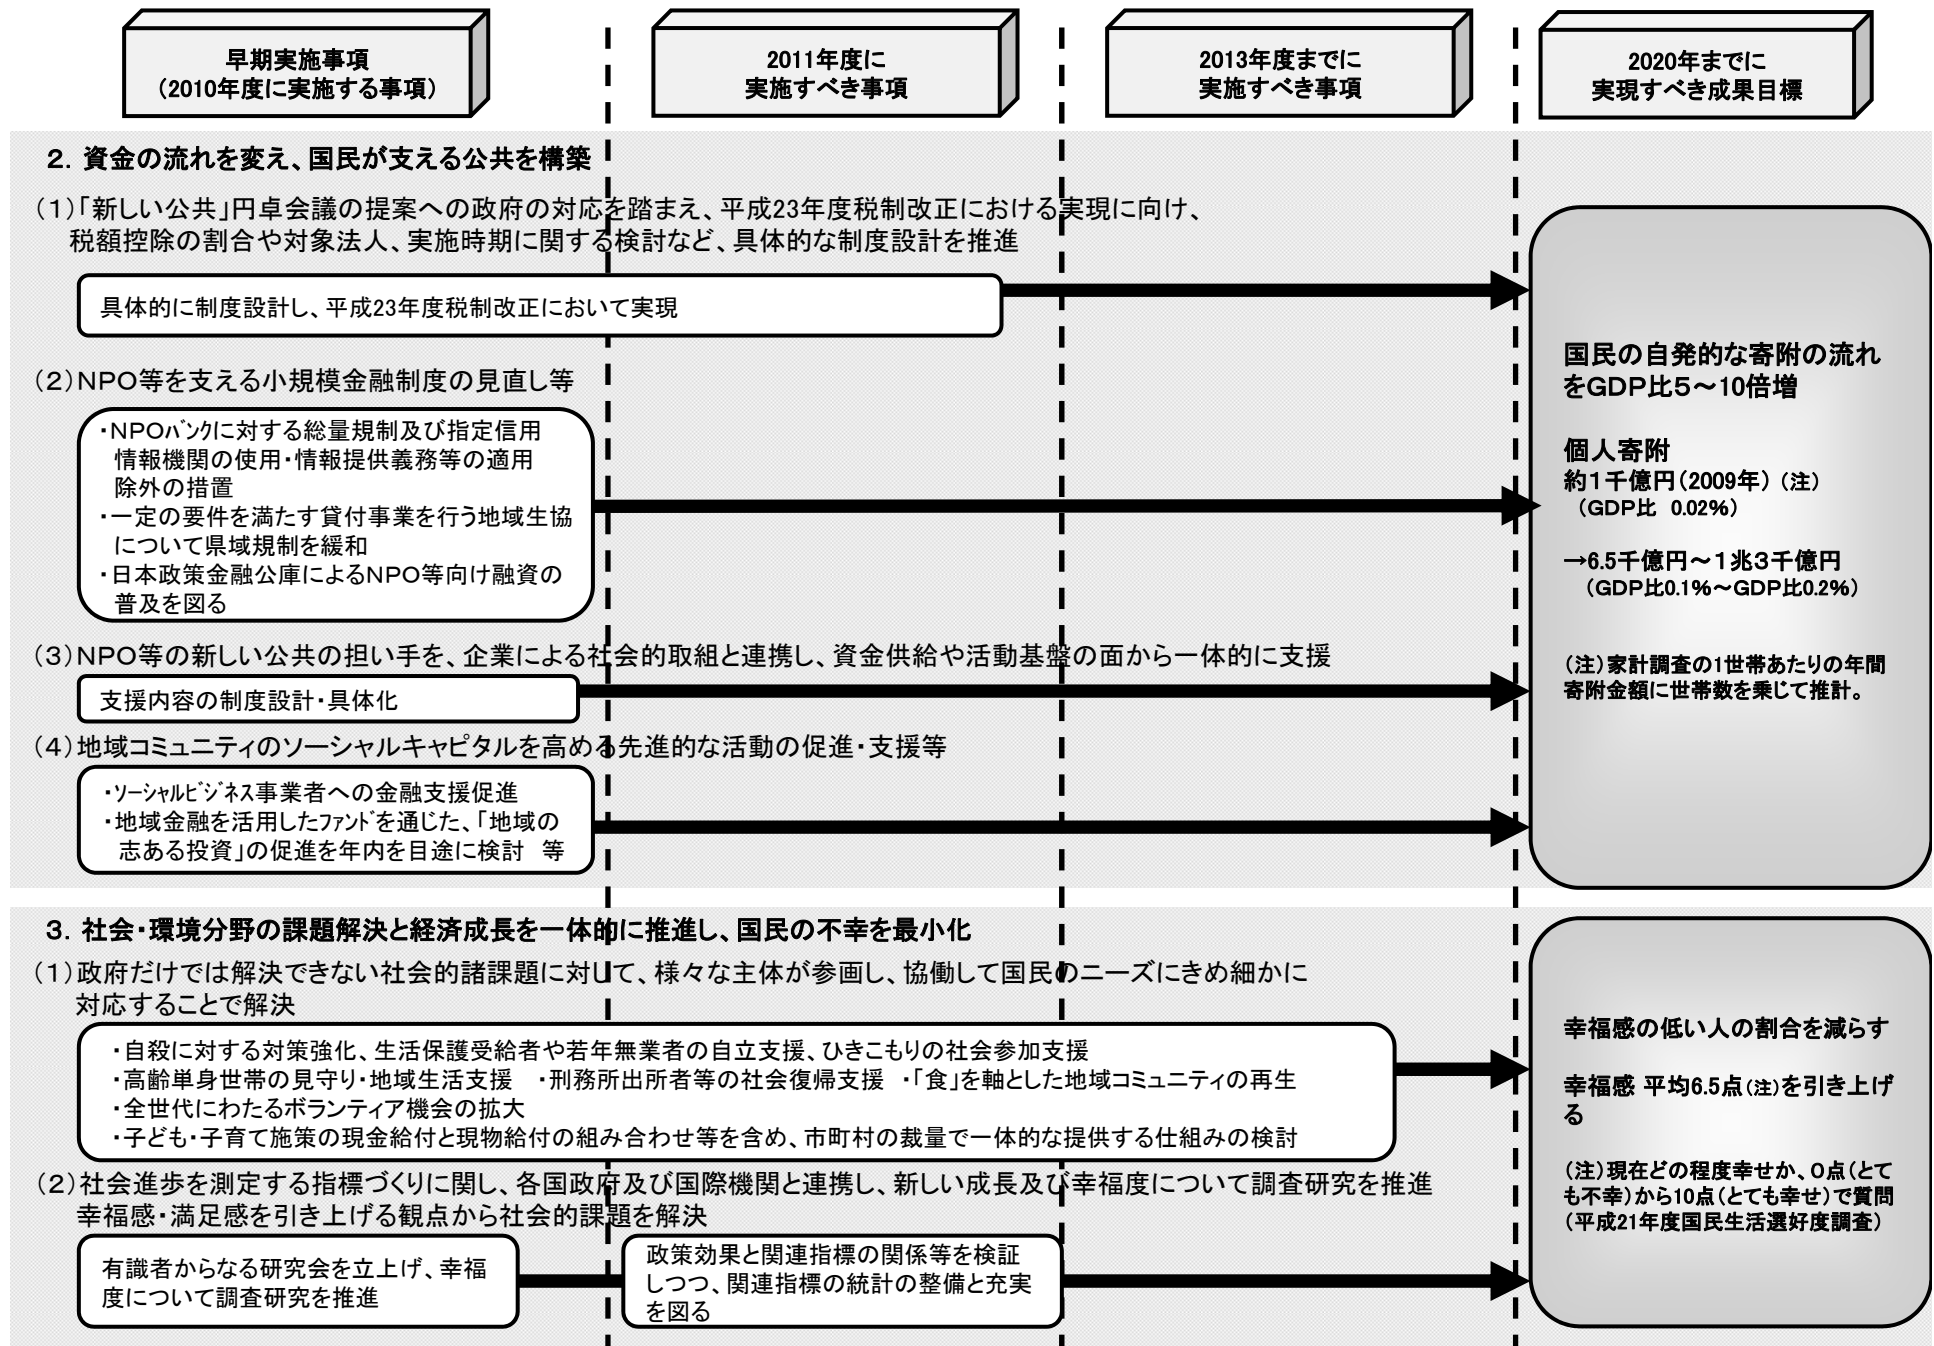 早期実施事項
（2010年度に実施する事項）
2011年度に
実施すべき事項
2013年度までに
実施すべき事項
2020年までに
実現すべき成果目標
２．資金の流れを変え、国民が支える公共を構築
（１）「新しい公共」円卓会議の提案への政府の対応を踏まえ、平成23年度税制改正における実現に向け、
税額控除の割合や対象法人、実施時期に関する検討など、具体的な制度設計を推進
具体的に制度設計し、平成23年度税制改正において実現
（２）ＮＰＯ等を支える小規模金融制度の見直し等
・ＮＰＯﾊﾞﾝｸに対する総量規制及び指定信用
情報機関の使用・情報提供義務等の適用
除外の措置
・一定の要件を満たす貸付事業を行う地域生協
について県域規制を緩和
・日本政策金融公庫によるＮＰＯ等向け融資の
普及を図る
（３）ＮＰＯ等の新しい公共の担い手を、企業による社会的取組と連携し、資金供給や活動基盤の面から一体的に支援
支援内容の制度設計・具体化
（４）地域コミュニティのソーシャルキャピタルを高める先進的な活動の促進・支援等
・ｿｰｼｬﾙﾋﾞｼﾞﾈｽ事業者への金融支援促進
・地域金融を活用したﾌｧﾝﾄﾞを通じた、「地域の
志ある投資」の促進を年内を目途に検討　等
国民の自発的な寄附の流れ
をＧＤＰ比５～10倍増
個人寄附
約１千億円（2009年）（注）
（ＧＤＰ比　0.02％）
→6.5千億円～１兆３千億円
（ＧＤＰ比0.1％～ＧＤＰ比0.2％）
（注）家計調査の1世帯あたりの年間
寄附金額に世帯数を乗じて推計。
３．社会・環境分野の課題解決と経済成長を一体的に推進し、国民の不幸を最小化
（１）政府だけでは解決できない社会的諸課題に対して、様々な主体が参画し、協働して国民のニーズにきめ細かに
対応することで解決
・自殺に対する対策強化、生活保護受給者や若年無業者の自立支援、ひきこもりの社会参加支援
・高齢単身世帯の見守り・地域生活支援　・刑務所出所者等の社会復帰支援　・「食」を軸とした地域コミュニティの再生
・全世代にわたるボランティア機会の拡大
・子ども・子育て施策の現金給付と現物給付の組み合わせ等を含め、市町村の裁量で一体的な提供する仕組みの検討
（２）社会進歩を測定する指標づくりに関し、各国政府及び国際機関と連携し、新しい成長及び幸福度について調査研究を推進
幸福感・満足感を引き上げる観点から社会的課題を解決
有識者からなる研究会を立上げ、幸福
度について調査研究を推進
政策効果と関連指標の関係等を検証
しつつ、関連指標の統計の整備と充実
を図る
幸福感の低い人の割合を減らす
幸福感 平均6.5点（注）を引き上げ
る
（注）現在どの程度幸せか、０点（とて
も不幸）から10点（とても幸せ）で質問
（平成21年度国民生活選好度調査）